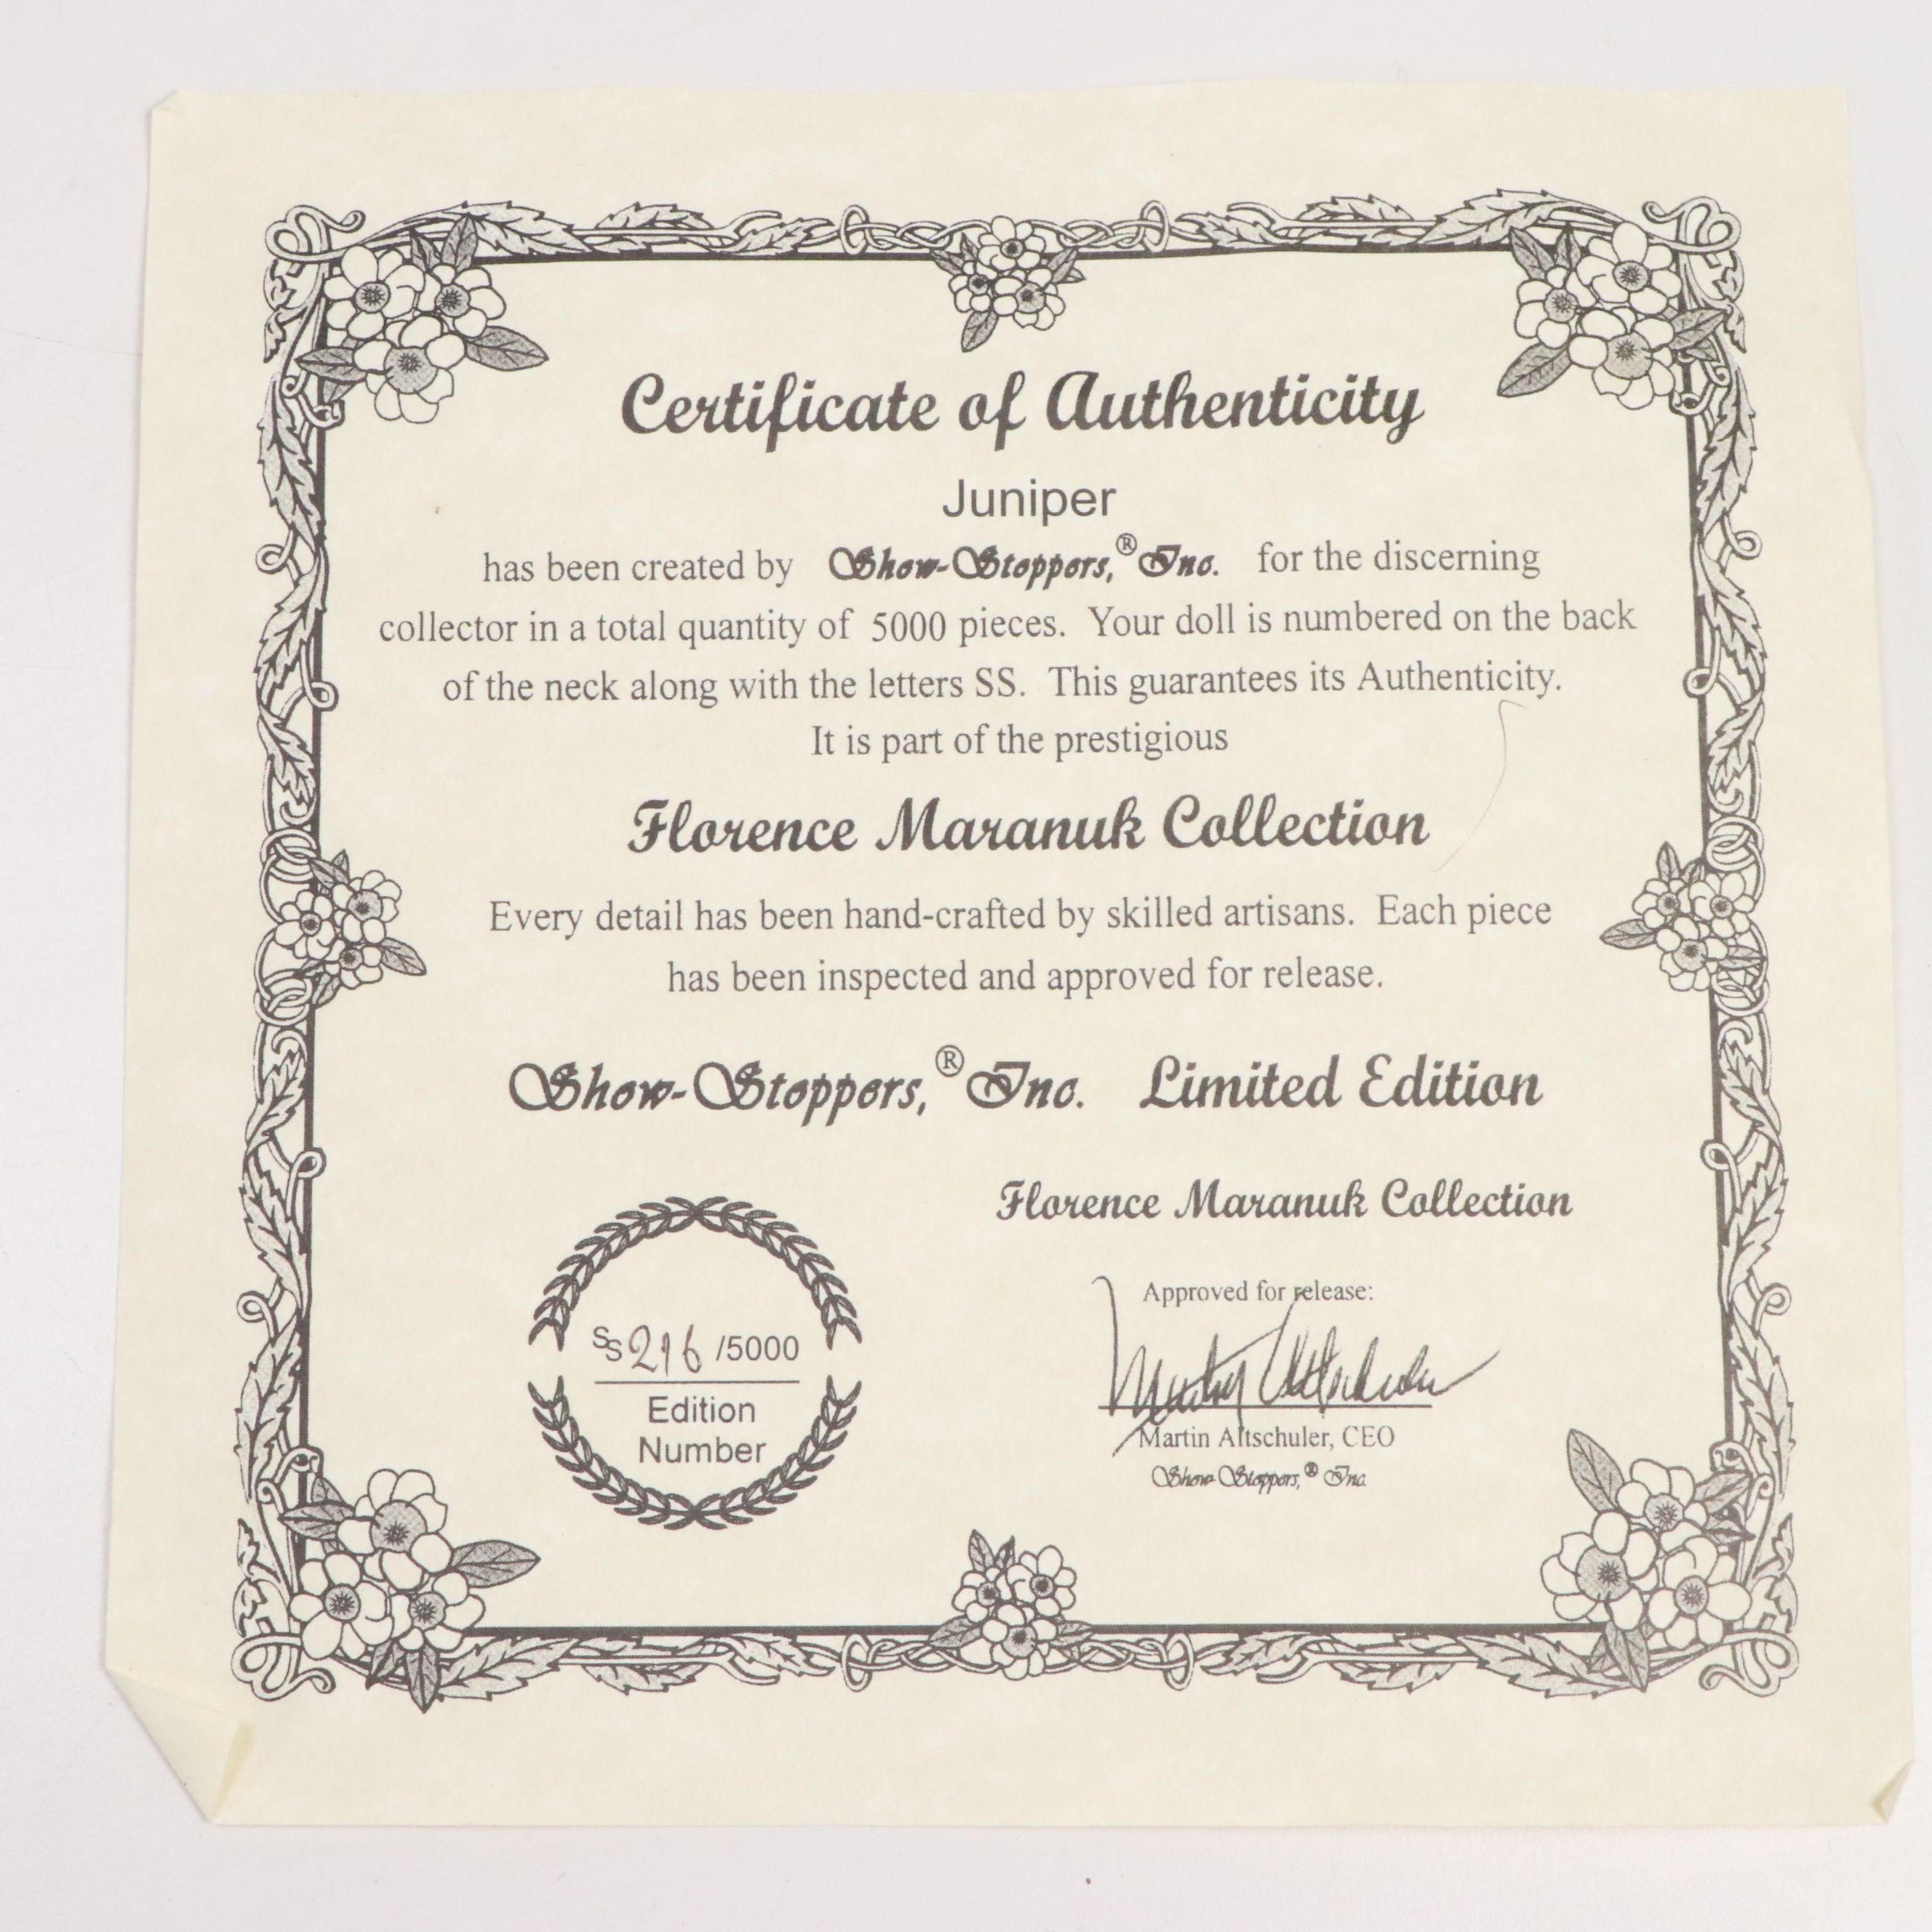 Certificate of Authenticity
Juniper
has been created by Show-Stoppers,® Inc. for the discerning
collector in a total quantity of 5000 pieces. Your doll is numbered on the back
of the neck along with the letters SS. This guarantees its Authenticity.
It is part of the prestigious
Florence Maranuk Collection
Every detail has been hand-crafted by skilled artisans. Each piece
has been inspected and approved for release.
Show-Stoppers,® Inc. Limited Edition
Florence Maranuk Collection
SS 216 /5000
Edition
Number
Approved for release:
Martin Altschuler
Martin Altschuler, CEO
Show-Stoppers,® Inc.